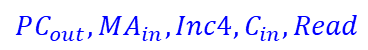 PC_out, MA_in, Inc4, C_in, Read